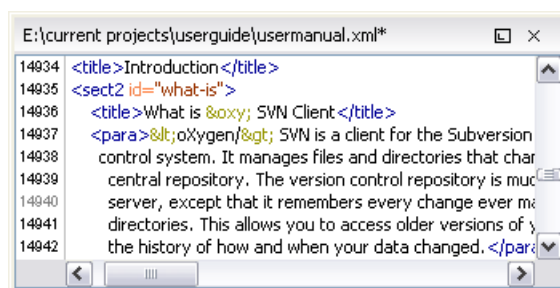 E:\current projects\userguide\usermanual.xml*
14934 <title>Introduction</title>
14935 <sect2 id="what-is">
14936 <title>What is &oxy; SVN Client</title>
14937 <para>&lt;oXygen/&gt; SVN is a client for the Subversion
14938 control system. It manages files and directories that
14939 central repository. The version control repository is
14940 server, except that it remembers every change ever
14941 directories. This allows you to access older versions of
14942 the history of how and when your data changed.</para